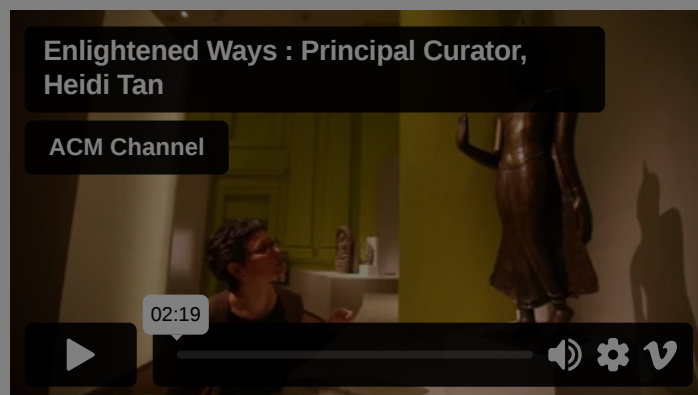 Enlightened Ways : Principal Curator,
Heidi Tan
ACM Channel
02:19